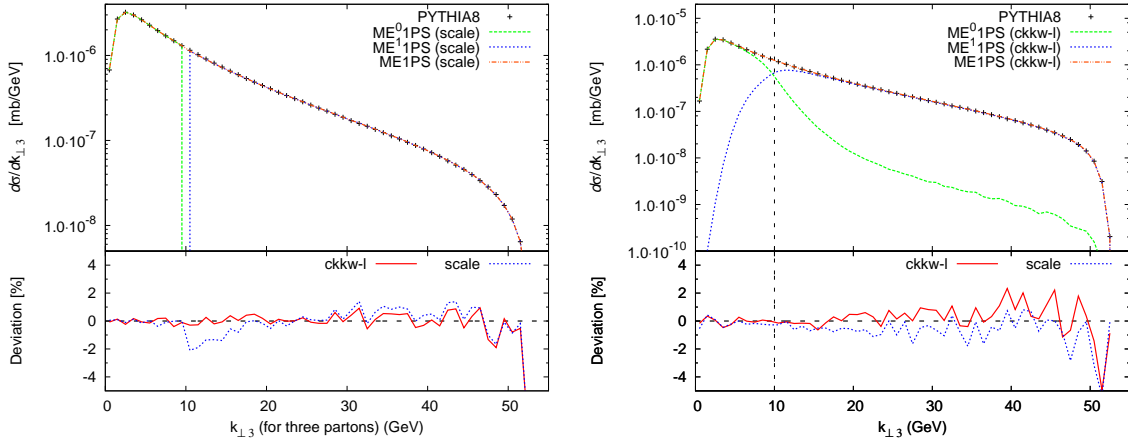 PYTHIA8
ME⁰1PS (scale)
ME¹1PS (scale)
ME1PS (scale)
dσ/dk⊥3 [mb/GeV]
1.0·10⁻⁶
1.0·10⁻⁷
1.0·10⁻⁸
ckkw-l
scale
Deviation [%]
4
2
0
-2
-4
0 10 20 30 40 50
k⊥3 (for three partons) (GeV)
PYTHIA8
ME⁰1PS (ckkw-l)
ME¹1PS (ckkw-l)
ME1PS (ckkw-l)
dσ/dk⊥3 [mb/GeV]
1.0·10⁻⁵
1.0·10⁻⁶
1.0·10⁻⁷
1.0·10⁻⁸
1.0·10⁻⁹
1.0·10⁻¹⁰
ckkw-l
scale
Deviation [%]
4
2
0
-2
-4
0 10 20 30 40 50
k⊥3 (GeV)